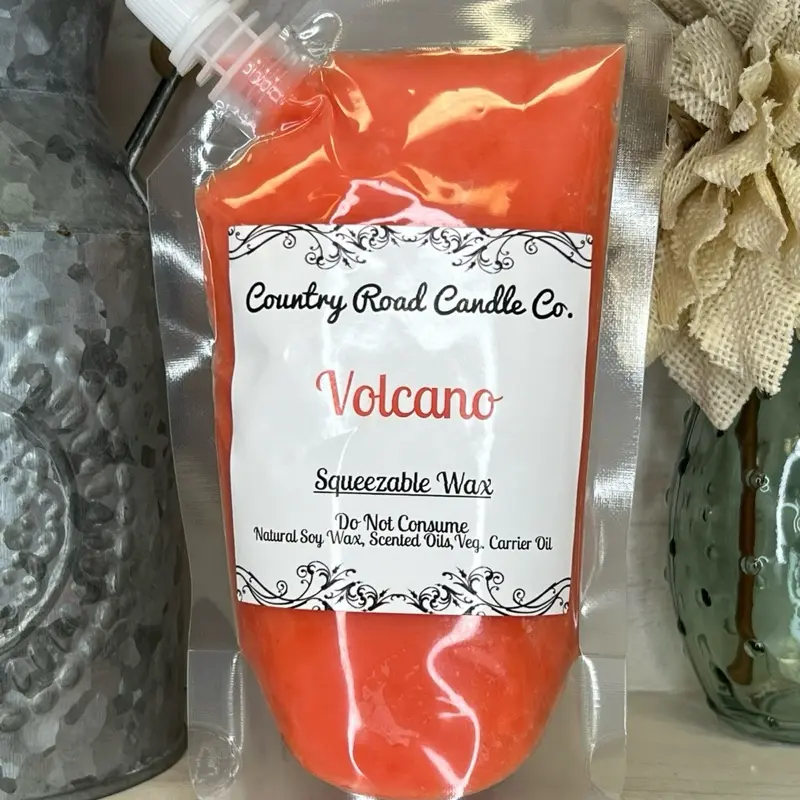 Country Road Candle Co.
Volcano
Squeezable Wax
Do Not Consume
Natural Soy Wax, Scented Oils,Veg. Carrier Oil